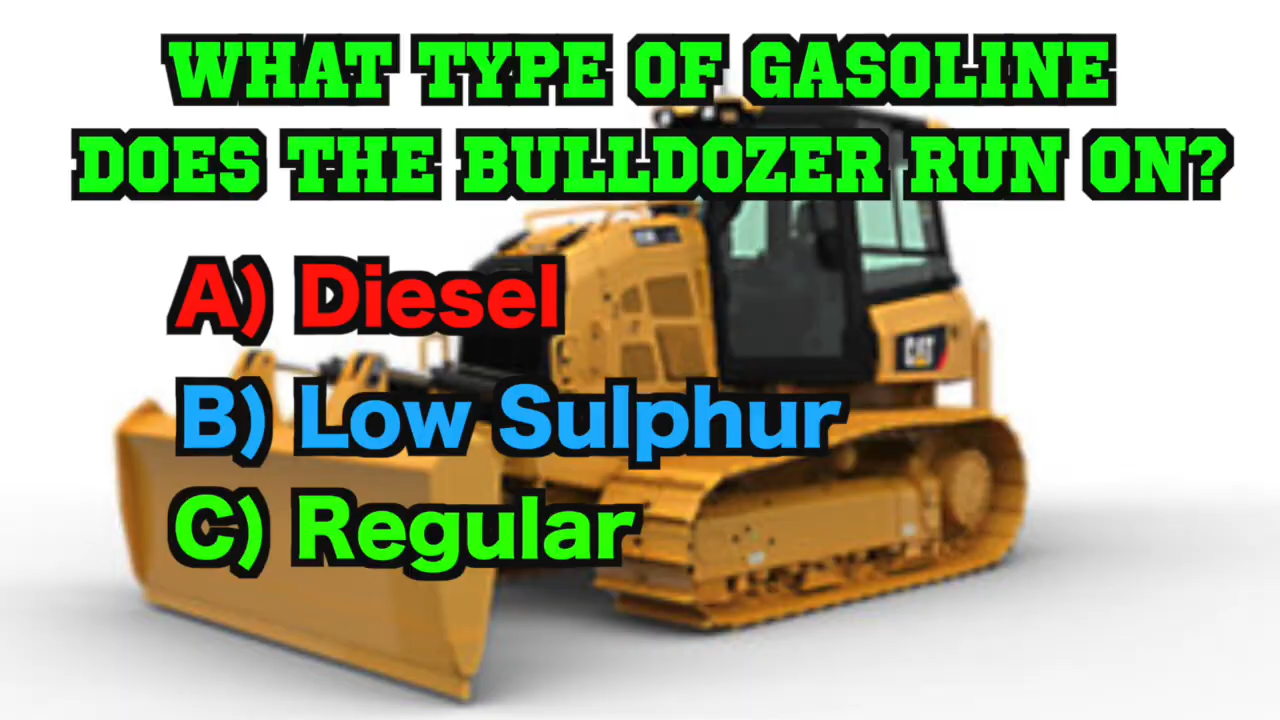 WHAT TYPE OF GASOLINE
DOES THE BULLDOZER RUN ON?
A) Diesel
B) Low Sulphur
C) Regular
CAT